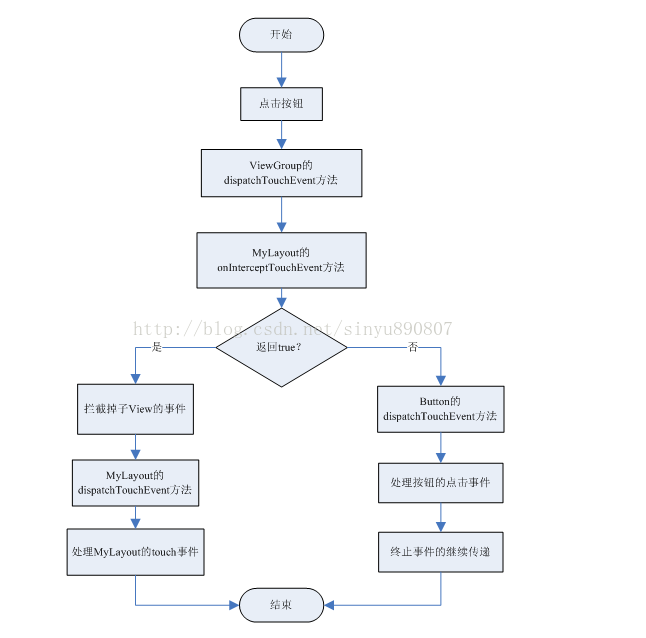 开始
点击按钮
ViewGroup的
dispatchTouchEvent方法
MyLayout的
onInterceptTouchEvent方法
http://blog.csdn.net/sinyu890807
返回true?
是
否
拦截掉子View的事件
Button的
dispatchTouchEvent方法
MyLayout的
dispatchTouchEvent方法
处理按钮的点击事件
处理MyLayout的touch事件
终止事件的继续传递
结束